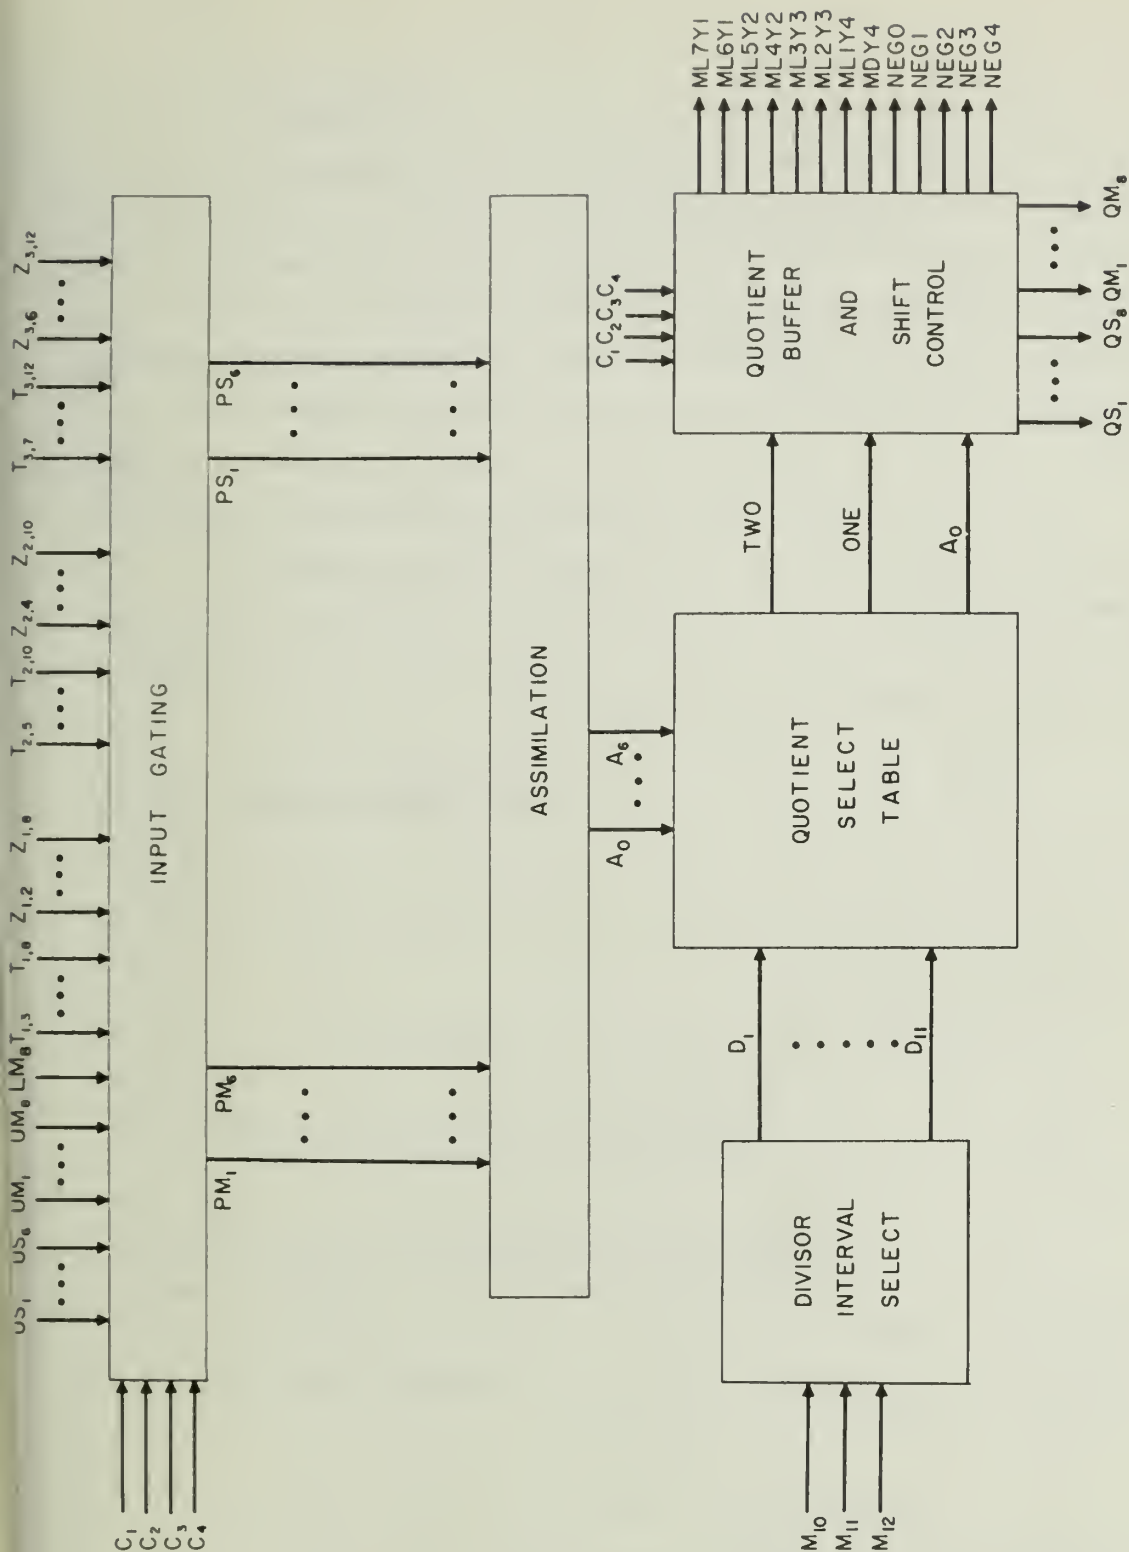 US₁ US₆ UM₁ UM₈ LM₈ T₁,₃ T₁,₈ Z₁,₂ Z₁,₈ T₂,₅ T₂,₁₀ Z₂,₄ Z₂,₁₀ T₃,₇ T₃,₁₂ Z₃,₆ Z₃,₁₂
C₁
C₂
C₃
C₄
INPUT GATING
PM₁ PM₆ PS₁ PS₆
ASSIMILATION
A₀ A₆
C₁ C₂ C₃ C₄
M₁₀
M₁₁
M₁₂
DIVISOR
INTERVAL
SELECT
D₁
D₁₁
QUOTIENT
SELECT
TABLE
TWO
ONE
A₀
QUOTIENT
BUFFER
AND
SHIFT
CONTROL
ML7Y1
ML6Y1
ML5Y2
ML4Y2
ML3Y3
ML2Y3
ML1Y4
MDY4
NEG0
NEG1
NEG2
NEG3
NEG4
QS₁ QS₈ QM₁ QM₈